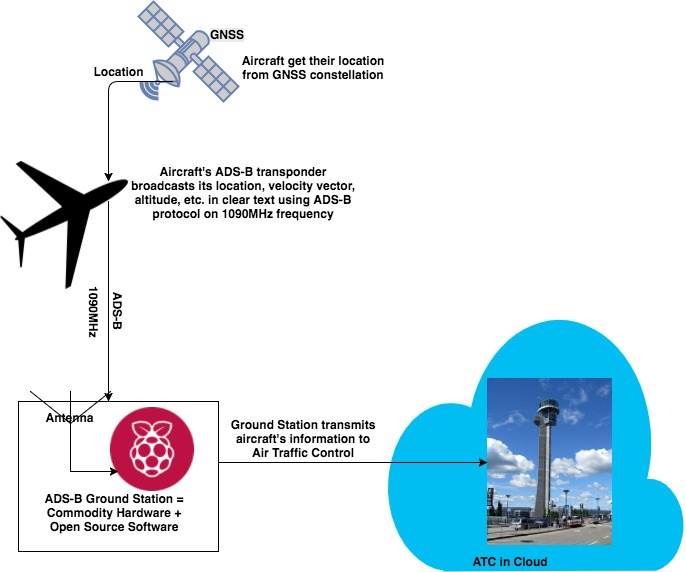 GNSS
Location
Aircraft get their location
from GNSS constellation
Aircraft's ADS-B transponder
broadcasts its location, velocity vector,
altitude, etc. in clear text using ADS-B
protocol on 1090MHz frequency
ADS-B
1090MHz
Antenna
ADS-B Ground Station =
Commodity Hardware +
Open Source Software
Ground Station transmits
aircraft's information to
Air Traffic Control
ATC in Cloud